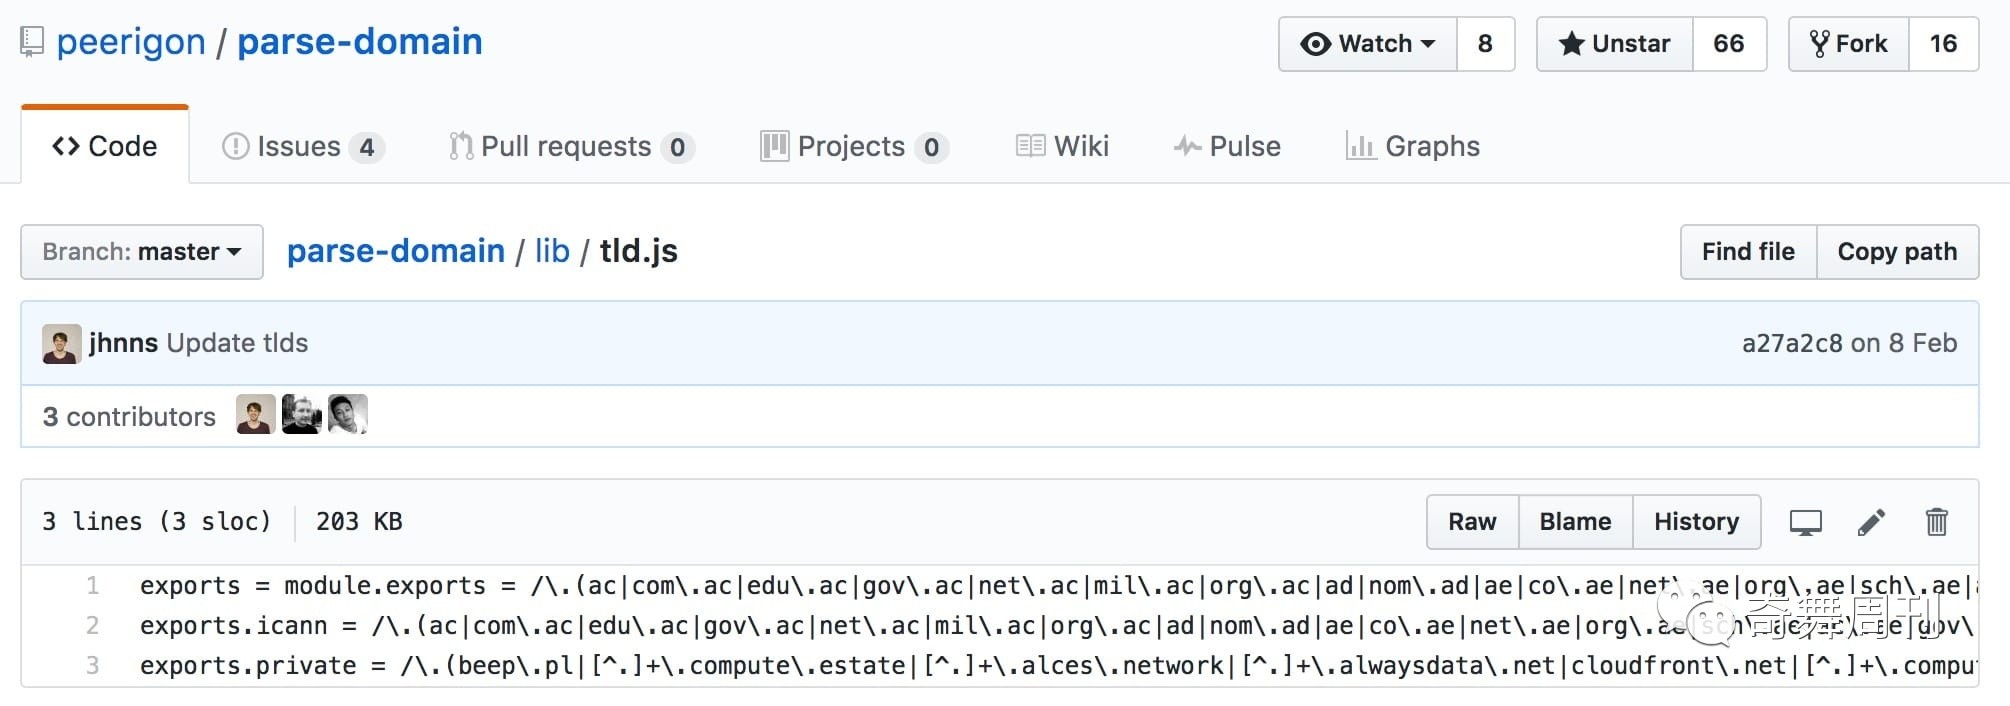 peerigon / parse-domain
Watch 8 Unstar 66 Fork 16
Code Issues 4 Pull requests 0 Projects 0 Wiki Pulse Graphs
Branch: master parse-domain / lib / tld.js Find file Copy path
jhnns Update tlds a27a2c8 on 8 Feb
3 contributors
3 lines (3 sloc) 203 KB Raw Blame History
1 exports = module.exports = /\.(ac|com\.ac|edu\.ac|gov\.ac|net\.ac|mil\.ac|org\.ac|ad|nom\.ad|ae|co\.ae|net\.ae|org\.ae|sch\.ae|a
2 exports.icann = /\.(ac|com\.ac|edu\.ac|gov\.ac|net\.ac|mil\.ac|org\.ac|ad|nom\.ad|ae|co\.ae|net\.ae|org\.ae|sch\.ae|ac\.ae|gov\.
3 exports.private = /\.(beep\.pl|[^.]+\.compute\.estate|[^.]+\.alces\.network|[^.]+\.alwaysdata\.net|cloudfront\.net|[^.]+\.compu
奇舞周刊